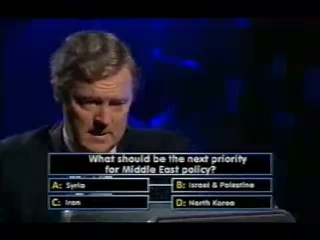 What should be the next priority
for Middle East policy?
A: Syria
B: Israel & Palestine
C: Iran
D: North Korea